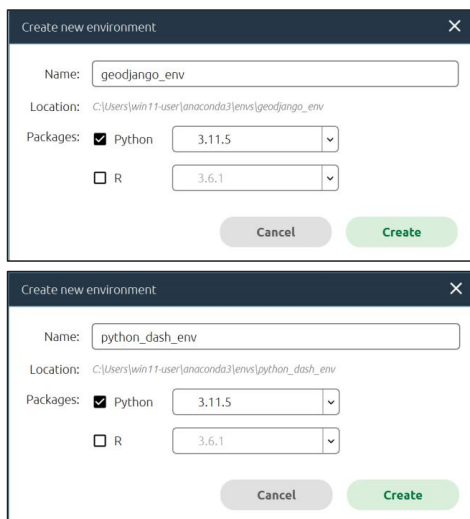 Create new environment
Name: geodjango_env
Location: C:\Users\win11-user\anaconda3\envs\geodjango_env
Packages: Python 3.11.5
R 3.6.1
Cancel Create
Create new environment
Name: python_dash_env
Location: C:\Users\win11-user\anaconda3\envs\python_dash_env
Packages: Python 3.11.5
R 3.6.1
Cancel Create